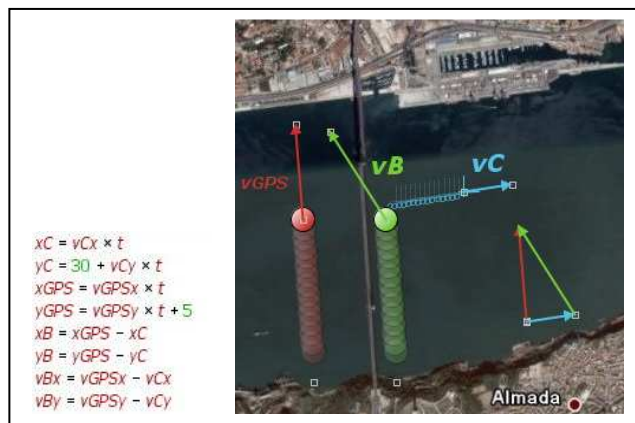 vGPS
vB
vC
xC = vCx × t
yC = 30 + vCy × t
xGPS = vGPSx × t
yGPS = vGPSy × t + 5
xB = xGPS − xC
yB = yGPS − yC
vBx = vGPSx − vCx
vBy = vGPSy − vCy
Almada